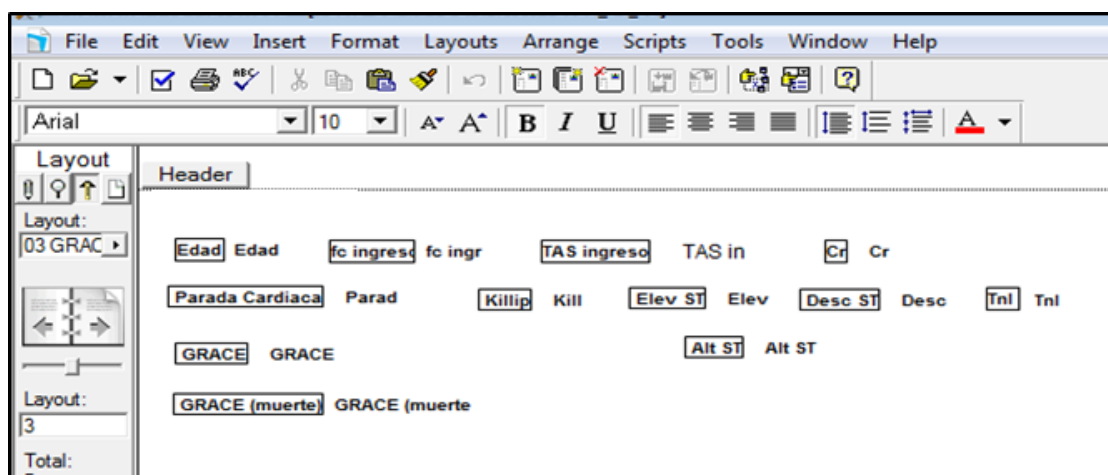 File Edit View Insert Format Layouts Arrange Scripts Tools Window Help
ABC
Arial 10 A A B I U A
Layout
Header
Layout:
03 GRAC
Edad Edad fc ingreso fc ingr TAS ingreso TAS in Cr Cr
Parada Cardiaca Parad Killip Kill Elev ST Elev Desc ST Desc TnI TnI
GRACE GRACE Alt ST Alt ST
GRACE (muerte) GRACE (muerte
Layout:
3
Total: